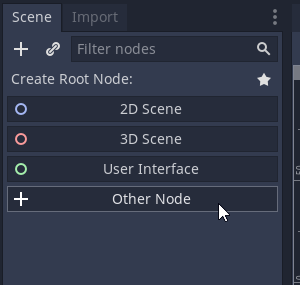 Scene Import
Filter nodes
Create Root Node:
2D Scene
3D Scene
User Interface
Other Node